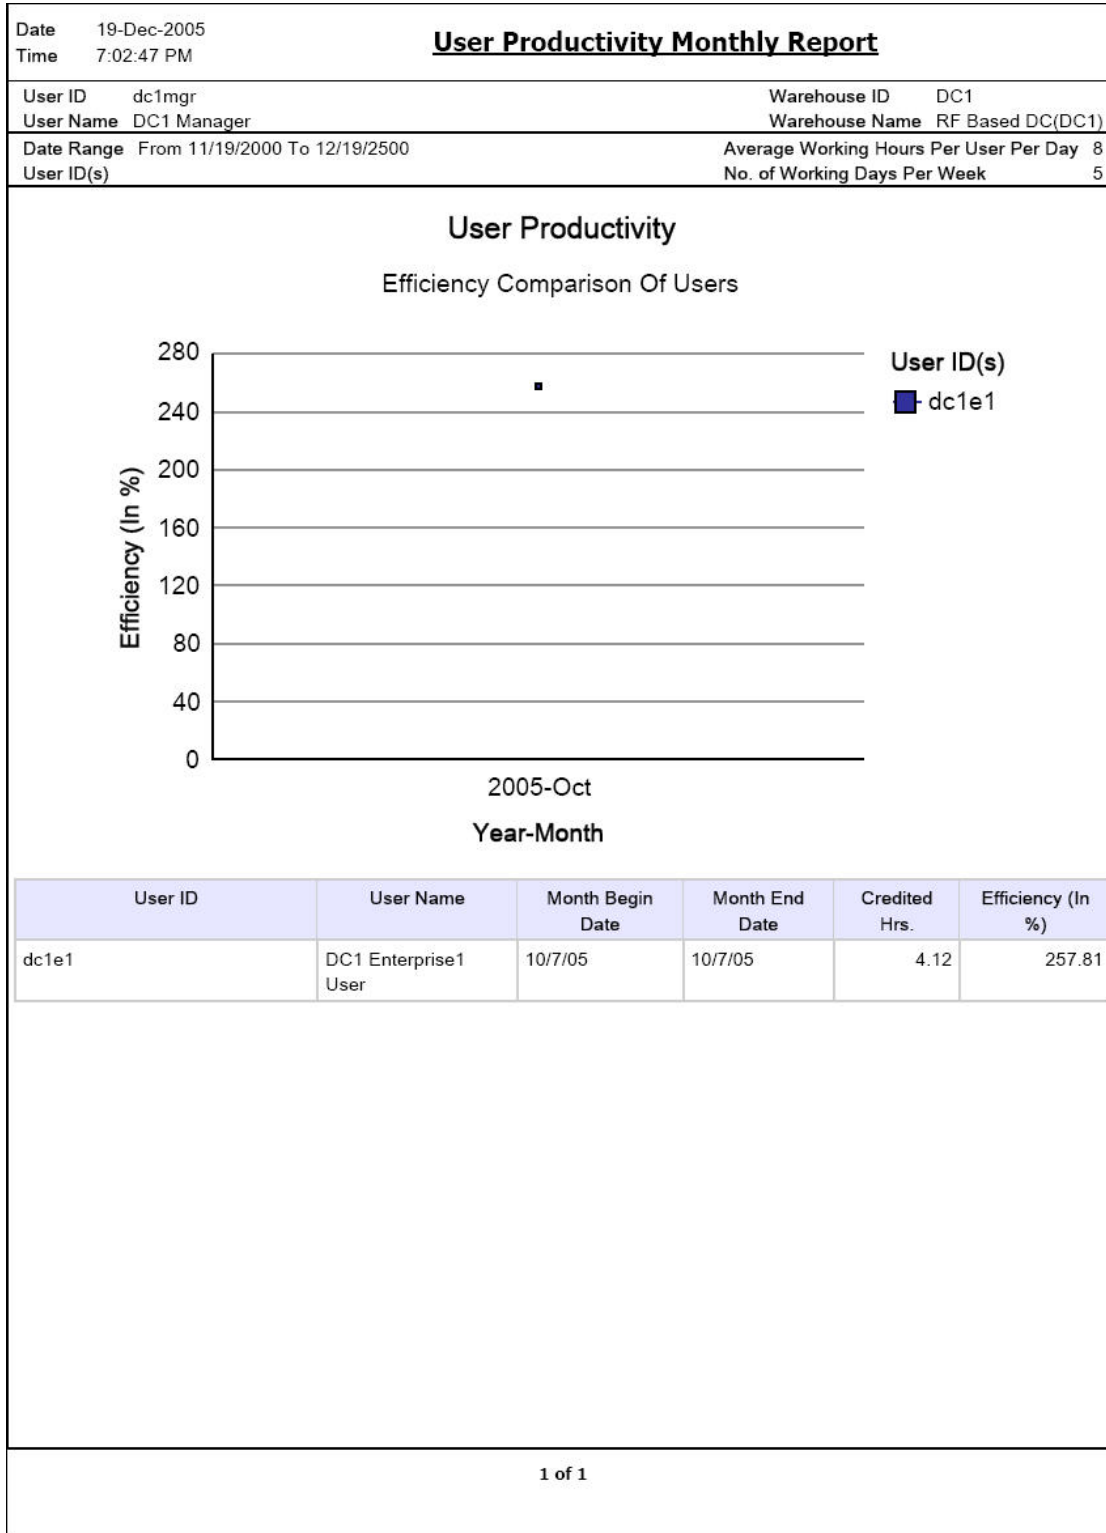 Date 19-Dec-2005
Time 7:02:47 PM
User Productivity Monthly Report
User ID dc1mgr Warehouse ID DC1
User Name DC1 Manager Warehouse Name RF Based DC(DC1)
Date Range From 11/19/2000 To 12/19/2500 Average Working Hours Per User Per Day 8
User ID(s) No. of Working Days Per Week 5
User Productivity
Efficiency Comparison Of Users
280
240
200
160
120
80
40
0
Efficiency (In %)
2005-Oct
Year-Month
User ID(s)
dc1e1
User ID User Name Month Begin Date Month End Date Credited Hrs. Efficiency (In %)
dc1e1 DC1 Enterprise1 User 10/7/05 10/7/05 4.12 257.81
1 of 1